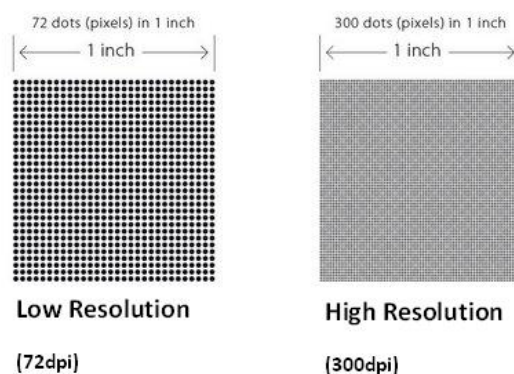 72 dots (pixels) in 1 inch
1 inch
Low Resolution
(72dpi)
300 dots (pixels) in 1 inch
1 inch
High Resolution
(300dpi)